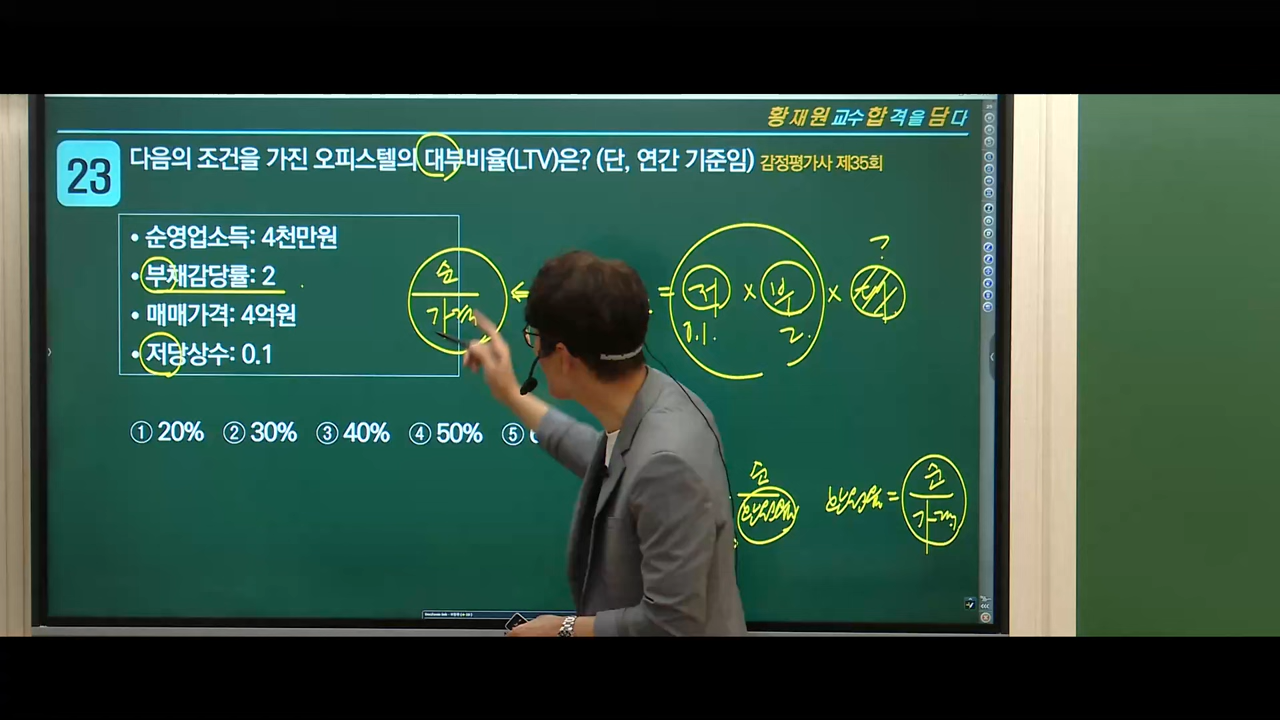 황재원교수합격을담다
23 다음의 조건을 가진 오피스텔의 대부비율(LTV)은? (단, 연간 기준임) 감정평가사 제35회
• 순영업소득: 4천만원
• 부채감당률: 2
• 매매가격: 4억원
• 저당상수: 0.1
순
가격
= 저 × 부 ×
?
0.1
2
① 20% ② 30% ③ 40% ④ 50% ⑤
순
환원율
환원율 = 순
가격